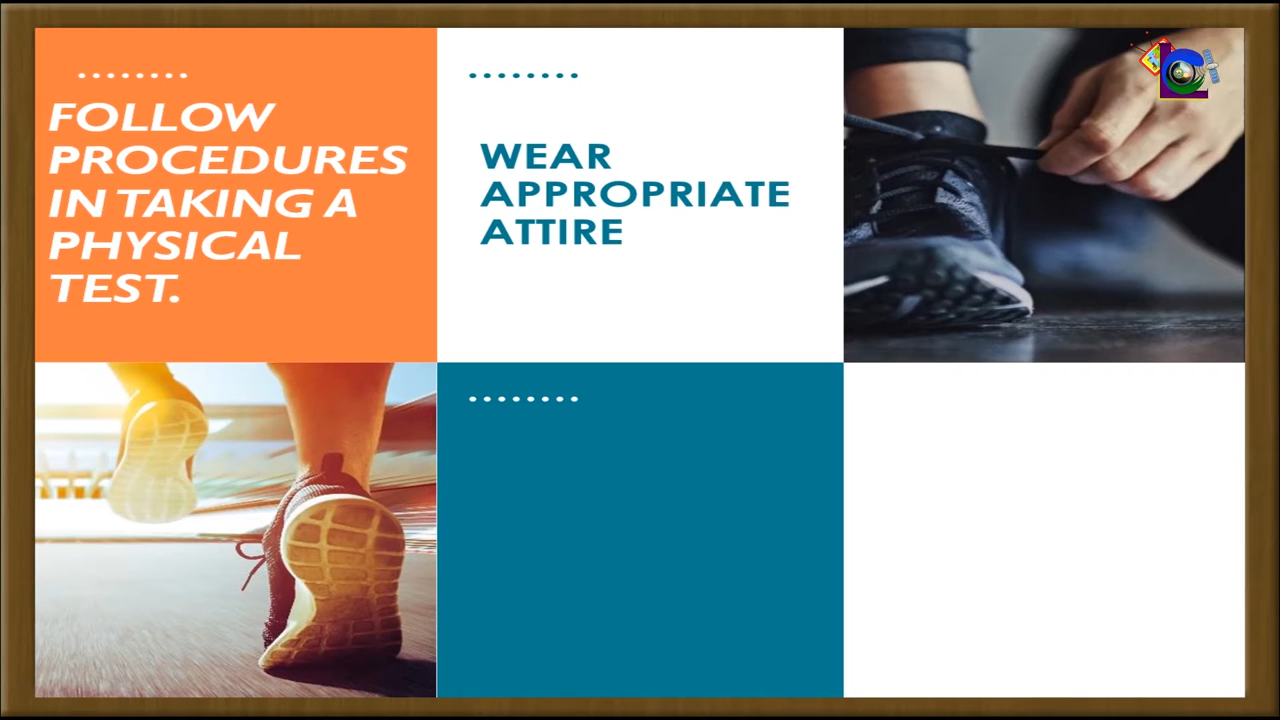 FOLLOW
PROCEDURES
IN TAKING A
PHYSICAL
TEST.
WEAR
APPROPRIATE
ATTIRE